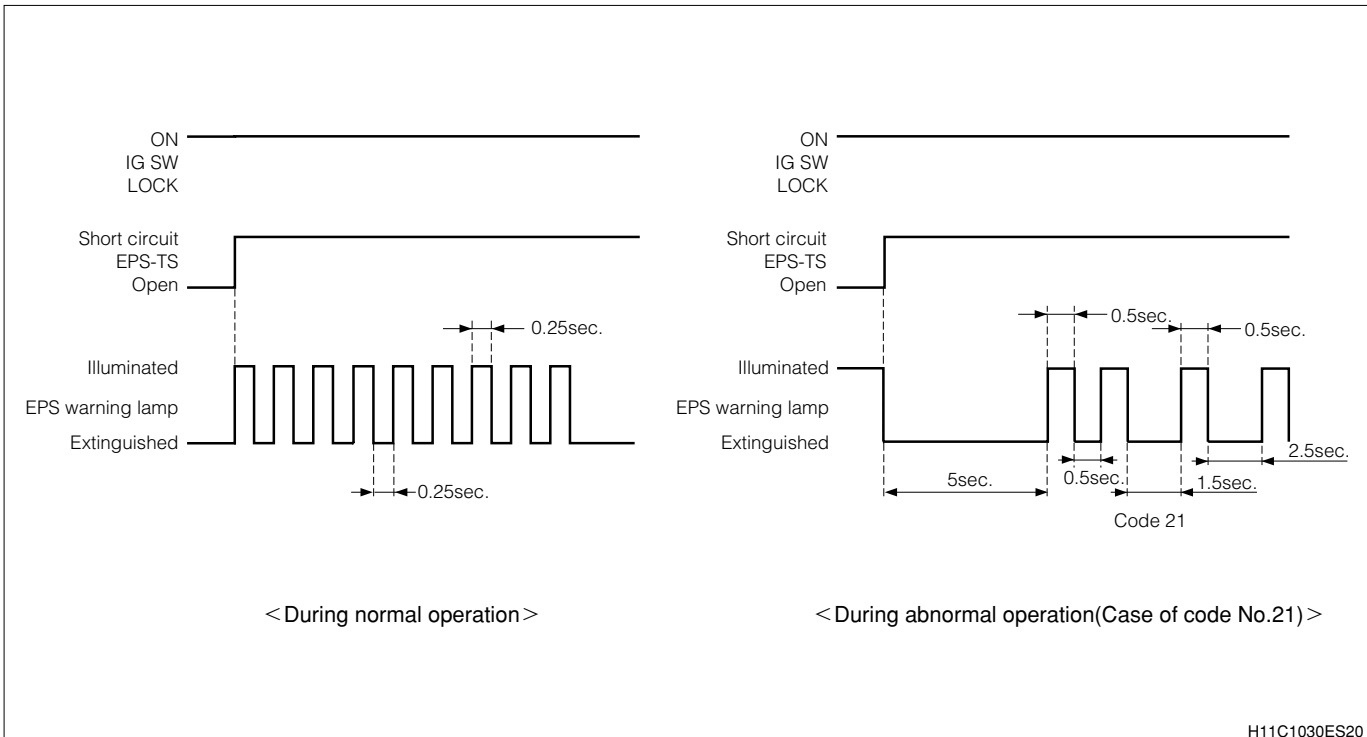 ON
IG SW
LOCK
Short circuit
EPS-TS
Open
0.25sec.
Illuminated
EPS warning lamp
Extinguished
0.25sec.
<During normal operation>
ON
IG SW
LOCK
Short circuit
EPS-TS
Open
0.5sec.
0.5sec.
Illuminated
EPS warning lamp
Extinguished
2.5sec.
5sec.
0.5sec.
1.5sec.
Code 21
<During abnormal operation(Case of code No.21)>
H11C1030ES20